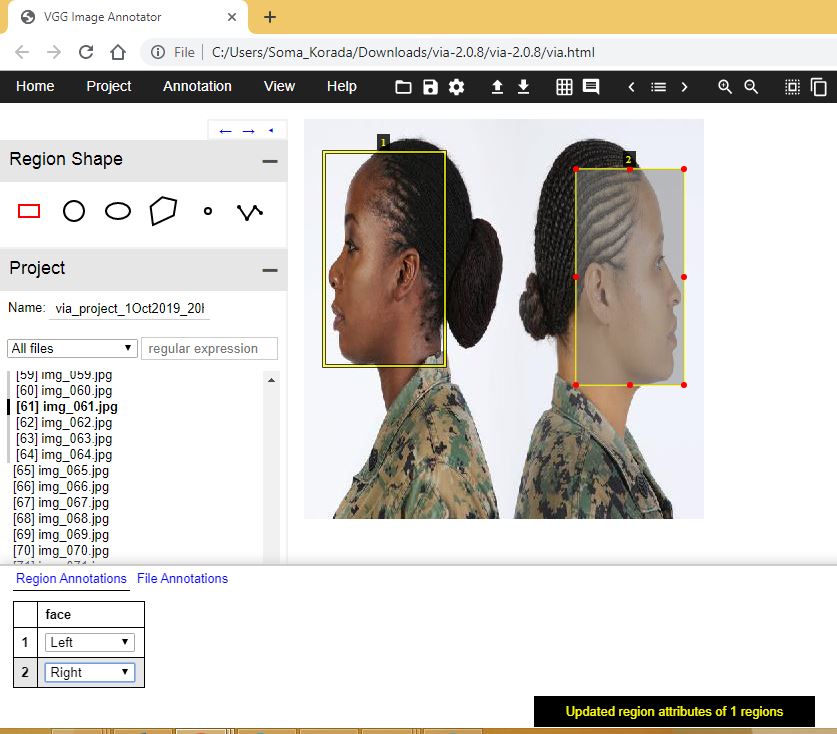 VGG Image Annotator
File C:/Users/Soma_Korada/Downloads/via-2.0.8/via-2.0.8/via.html
Home Project Annotation View Help
Region Shape
Project
Name: via_project_1Oct2019_20
All files regular expression
[59] img_059.jpg
[60] img_060.jpg
[61] img_061.jpg
[62] img_062.jpg
[63] img_063.jpg
[64] img_064.jpg
[65] img_065.jpg
[66] img_066.jpg
[67] img_067.jpg
[68] img_068.jpg
[69] img_069.jpg
[70] img_070.jpg
1
2
Region Annotations File Annotations
face
1 Left
2 Right
Updated region attributes of 1 regions